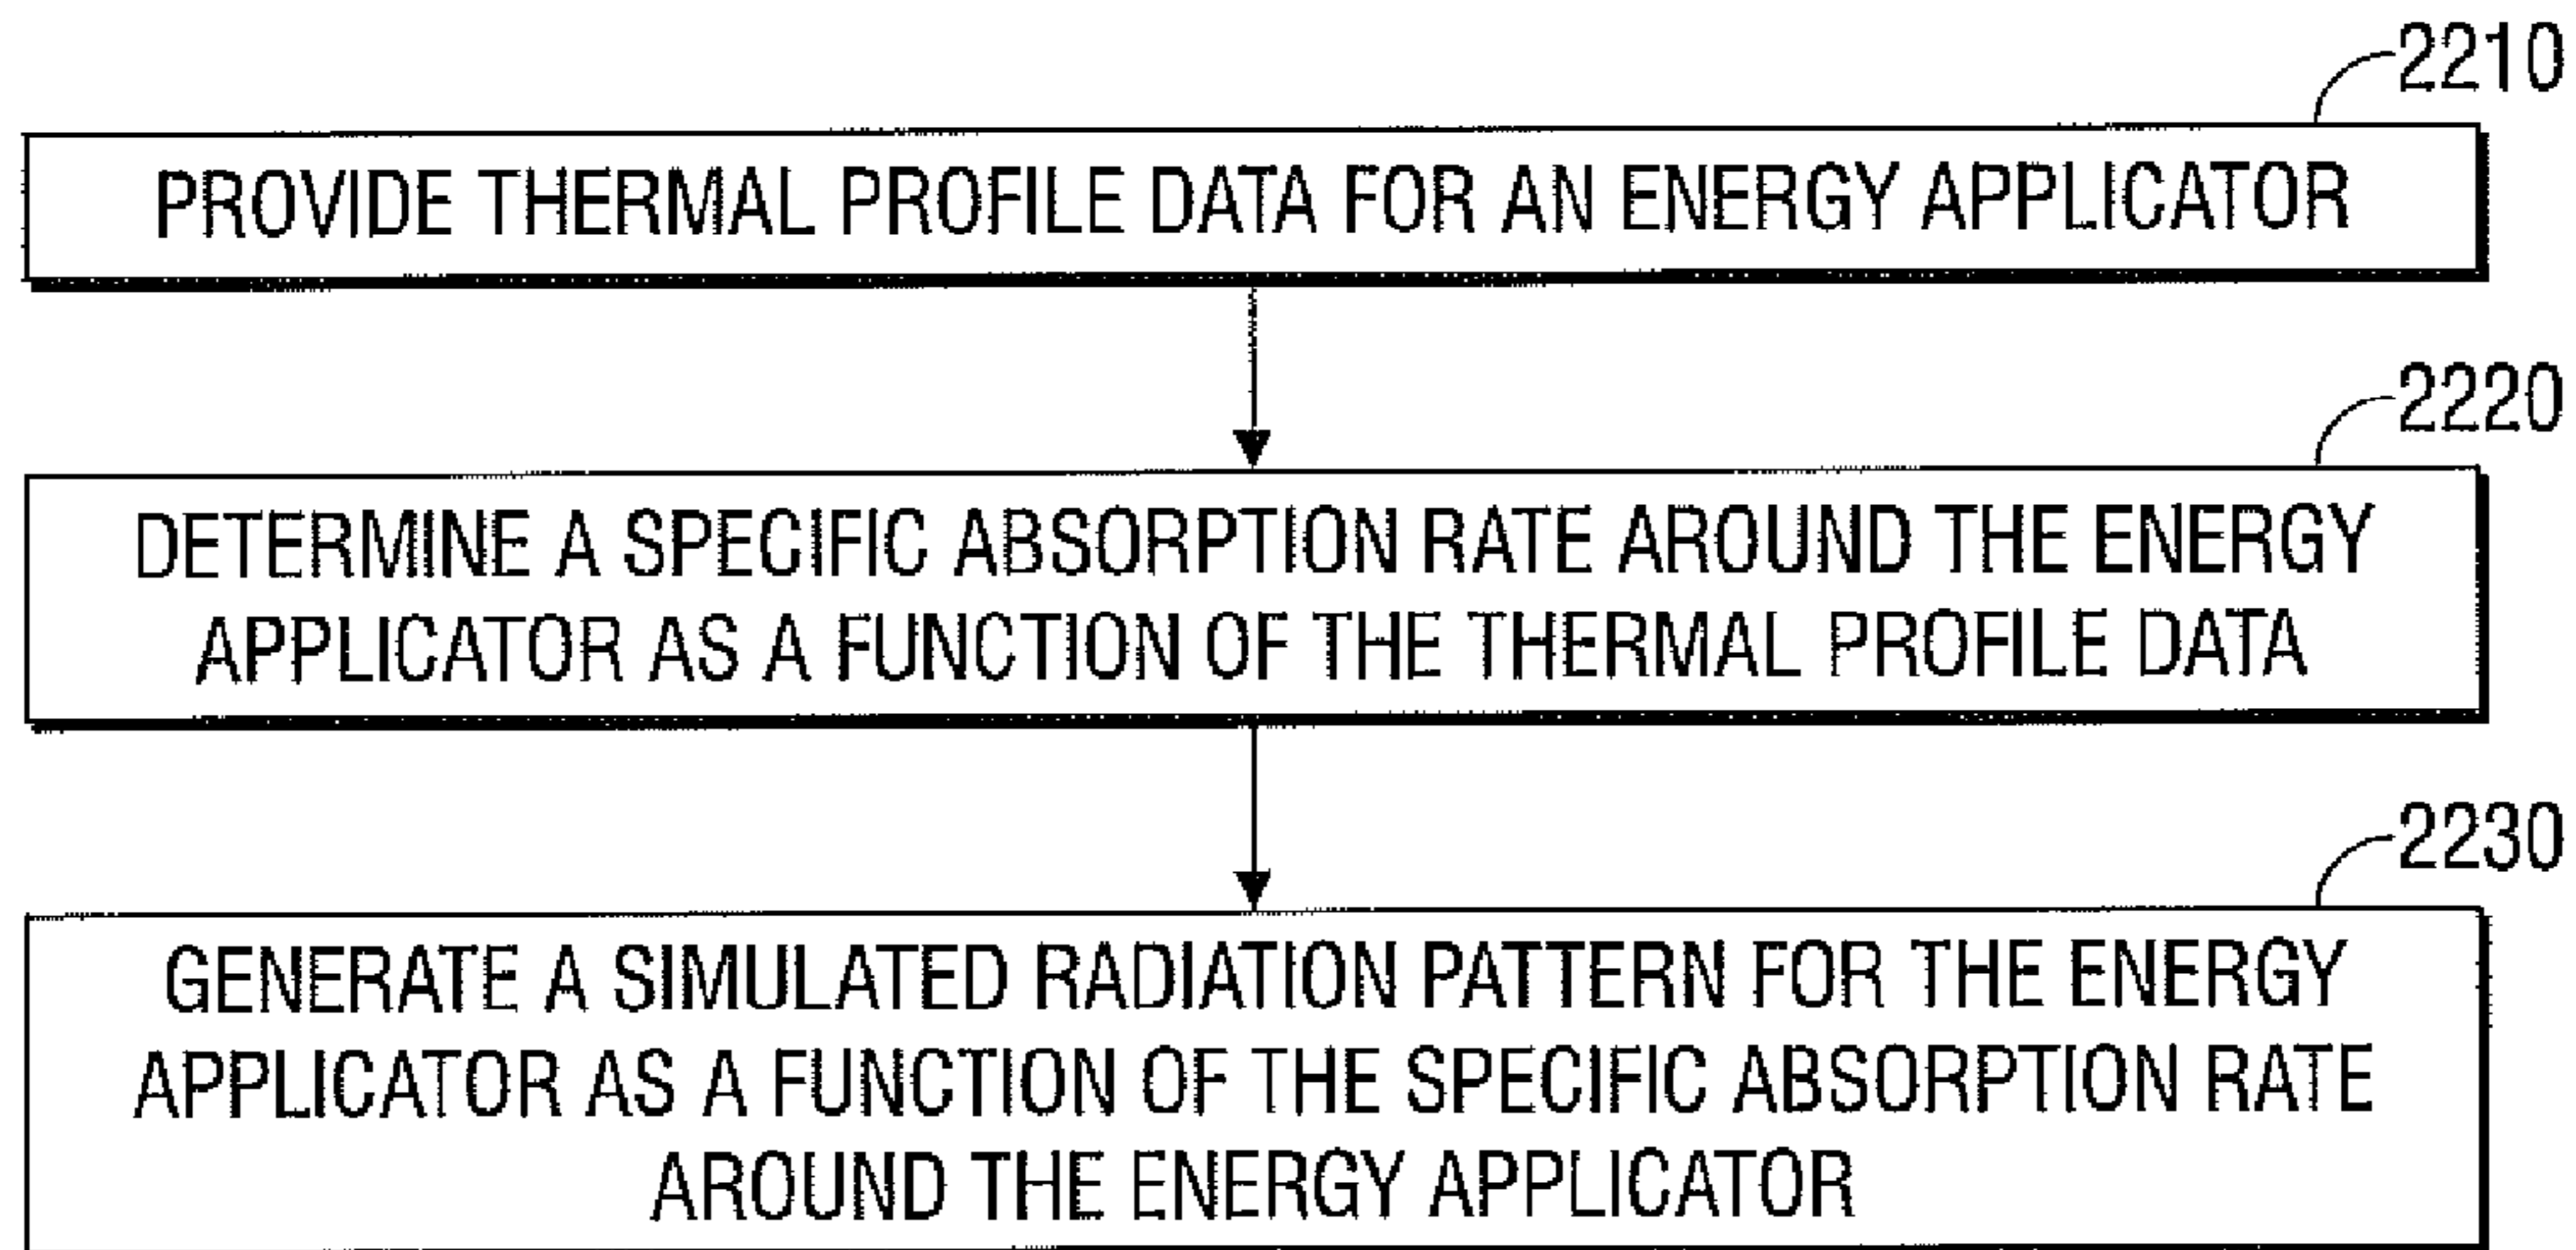 2210
PROVIDE THERMAL PROFILE DATA FOR AN ENERGY APPLICATOR
2220
DETERMINE A SPECIFIC ABSORPTION RATE AROUND THE ENERGY
APPLICATOR AS A FUNCTION OF THE THERMAL PROFILE DATA
2230
GENERATE A SIMULATED RADIATION PATTERN FOR THE ENERGY
APPLICATOR AS A FUNCTION OF THE SPECIFIC ABSORPTION RATE
AROUND THE ENERGY APPLICATOR